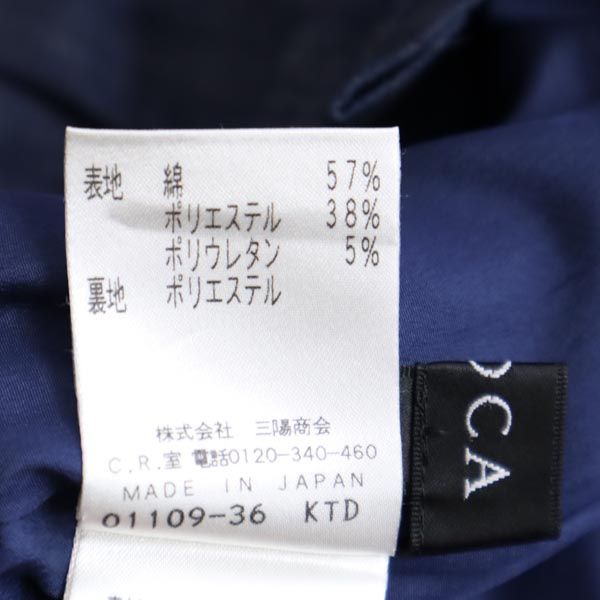 表地 綿 57%
ポリエステル 38%
ポリウレタン 5%
裏地 ポリエステル
株式会社 三陽商会
C.R.室 電話0120-340-460
MADE IN JAPAN
01109-36 KTD
OCA